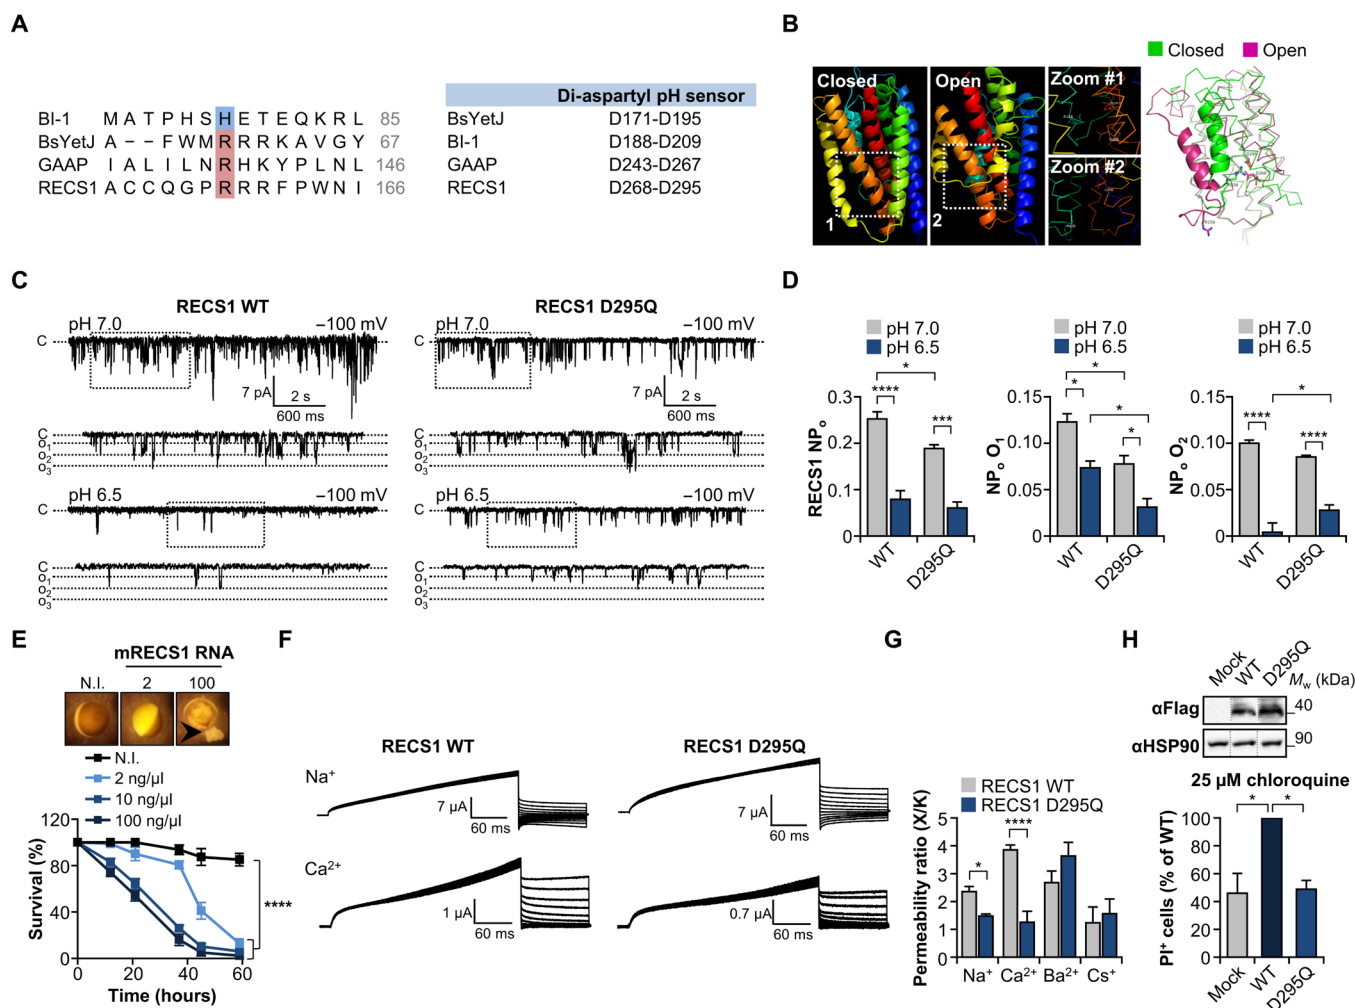 A
BI-1 M A T P H S H E T E Q K R L 85
BsYetJ A – – F W M R R R K A V G Y 67
GAAP A L I L N R H K Y P L N L 146
RECS1 A C C Q G P R R R F P W N I 166
Di-aspartyl pH sensor
BsYetJ D171-D195
BI-1 D188-D209
GAAP D243-D267
RECS1 D268-D295
B
Closed Open
Closed
Open
Zoom #1
Zoom #2
1
2
C
RECS1 WT
RECS1 D295Q
pH 7.0 –100 mV
pH 7.0 –100 mV
C
C
7 pA 2 s
600 ms
7 pA 2 s
600 ms
C
O1
O2
O3
C
O1
O2
O3
pH 6.5 –100 mV
pH 6.5 –100 mV
C
C
C
O1
O2
O3
C
O1
O2
O3
D
pH 7.0
pH 6.5
*
****
***
RECS1 NPo
0.3
0.2
0.1
0
WT
D295Q
pH 7.0
pH 6.5
*
*
*
*
NPo O1
0.15
0.10
0.05
0
WT
D295Q
pH 7.0
pH 6.5
*
****
****
NPo O2
0.15
0.10
0.05
0
WT
D295Q
E
mRECS1 RNA
N.I. 2 100
N.I.
2 ng/µl
10 ng/µl
100 ng/µl
Survival (%)
120
80
40
0
****
0 20 40 60
Time (hours)
F
RECS1 WT
RECS1 D295Q
Na+
7 µA
60 ms
7 µA
60 ms
Ca2+
1 µA
60 ms
0.7 µA
60 ms
G
RECS1 WT
RECS1 D295Q
Permeability ratio (X/K)
5
4
3
2
1
0
*
****
Na+ Ca2+ Ba2+ Cs+
H
Mock WT D295Q Mw (kDa)
αFlag 40
αHSP90 90
25 µM chloroquine
* *
PI+ cells (% of WT)
100
80
60
40
20
0
Mock
WT
D295Q